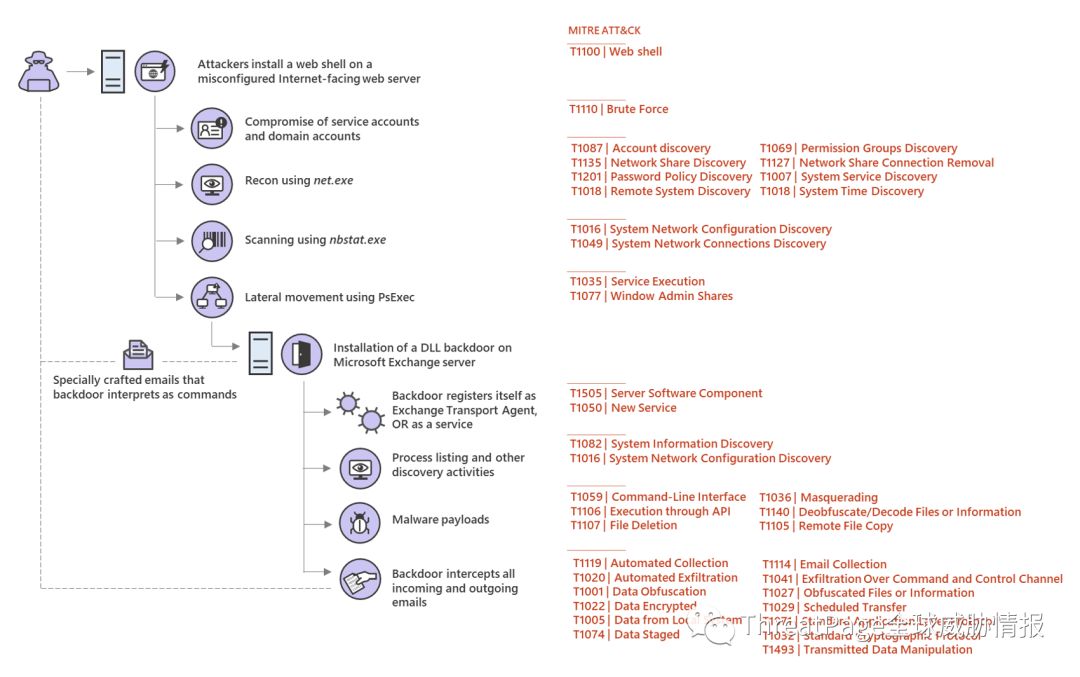 MITRE ATT&CK
Attackers install a web shell on a
misconfigured Internet-facing web server
T1100 | Web shell
Compromise of service accounts
and domain accounts
T1110 | Brute Force
Recon using net.exe
T1087 | Account discovery
T1135 | Network Share Discovery
T1201 | Password Policy Discovery
T1018 | Remote System Discovery
T1069 | Permission Groups Discovery
T1127 | Network Share Connection Removal
T1007 | System Service Discovery
T1018 | System Time Discovery
Scanning using nbstat.exe
T1016 | System Network Configuration Discovery
T1049 | System Network Connections Discovery
Lateral movement using PsExec
T1035 | Service Execution
T1077 | Window Admin Shares
Installation of a DLL backdoor on
Microsoft Exchange server
Specially crafted emails that
backdoor interprets as commands
Backdoor registers itself as
Exchange Transport Agent,
OR as a service
T1505 | Server Software Component
T1050 | New Service
Process listing and other
discovery activities
T1082 | System Information Discovery
T1016 | System Network Configuration Discovery
Malware payloads
T1059 | Command-Line Interface
T1106 | Execution through API
T1107 | File Deletion
T1036 | Masquerading
T1140 | Deobfuscate/Decode Files or Information
T1105 | Remote File Copy
Backdoor intercepts all
incoming and outgoing
emails
T1119 | Automated Collection
T1020 | Automated Exfiltration
T1001 | Data Obfuscation
T1022 | Data Encrypted
T1005 | Data from Local System
T1074 | Data Staged
T1114 | Email Collection
T1041 | Exfiltration Over Command and Control Channel
T1027 | Obfuscated Files or Information
T1029 | Scheduled Transfer
T1071 | Standard Application Layer Protocol
T1032 | Standard Cryptographic Protocol
T1493 | Transmitted Data Manipulation
ThreatPage全球威胁情报